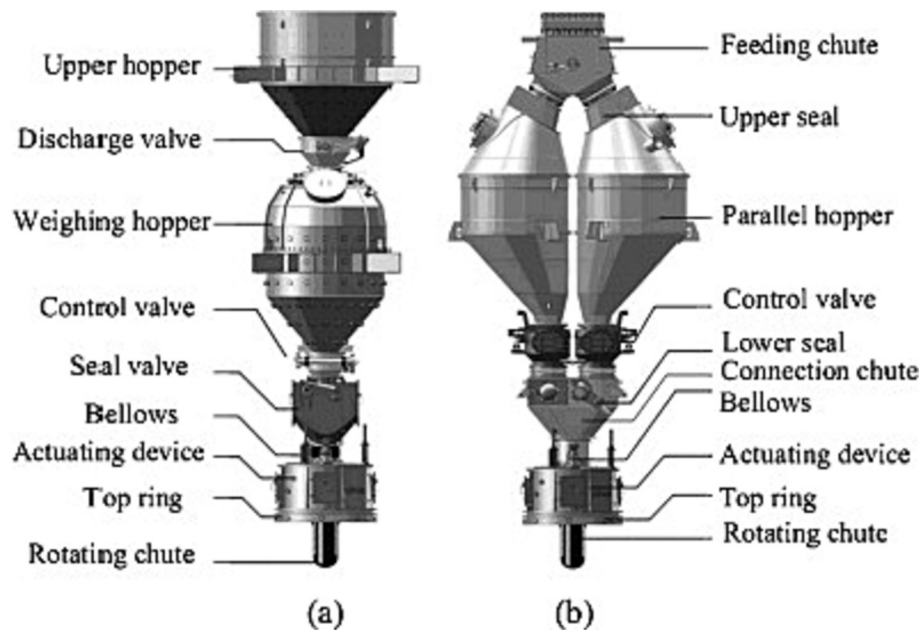 Upper hopper
Discharge valve
Weighing hopper
Control valve
Seal valve
Bellows
Actuating device
Top ring
Rotating chute
(a)
Feeding chute
Upper seal
Parallel hopper
Control valve
Lower seal
Connection chute
Bellows
Actuating device
Top ring
Rotating chute
(b)